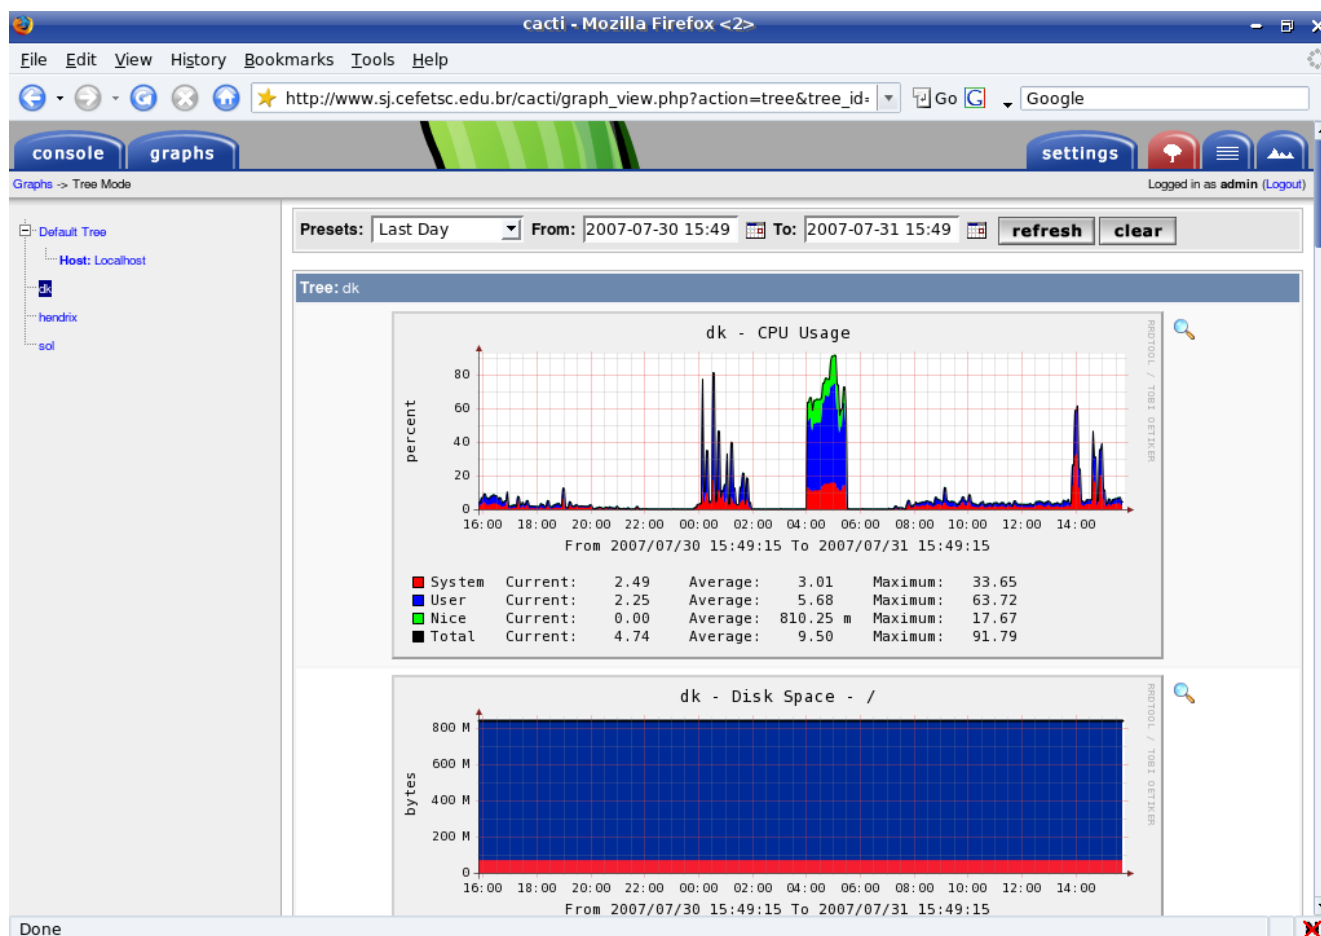 cacti - Mozilla Firefox <2>
File Edit View History Bookmarks Tools Help
http://www.sj.cefetsc.edu.br/cacti/graph_view.php?action=tree&tree_id= Go G Google
console graphs settings
Graphs -> Tree Mode Logged in as admin (Logout)
Presets: Last Day From: 2007-07-30 15:49 To: 2007-07-31 15:49 refresh clear
Default Tree
Host: Localhost
dk
hendrix
sol
Tree: dk
dk - CPU Usage
RRDTOOL / TOBI OETIKER
percent
80
60
40
20
0
16:00 18:00 20:00 22:00 00:00 02:00 04:00 06:00 08:00 10:00 12:00 14:00
From 2007/07/30 15:49:15 To 2007/07/31 15:49:15
System Current: 2.49 Average: 3.01 Maximum: 33.65
User Current: 2.25 Average: 5.68 Maximum: 63.72
Nice Current: 0.00 Average: 810.25 m Maximum: 17.67
Total Current: 4.74 Average: 9.50 Maximum: 91.79
dk - Disk Space - /
RRDTOOL / TOBI OETIKER
bytes
800 M
600 M
400 M
200 M
0
16:00 18:00 20:00 22:00 00:00 02:00 04:00 06:00 08:00 10:00 12:00 14:00
From 2007/07/30 15:49:15 To 2007/07/31 15:49:15
Done